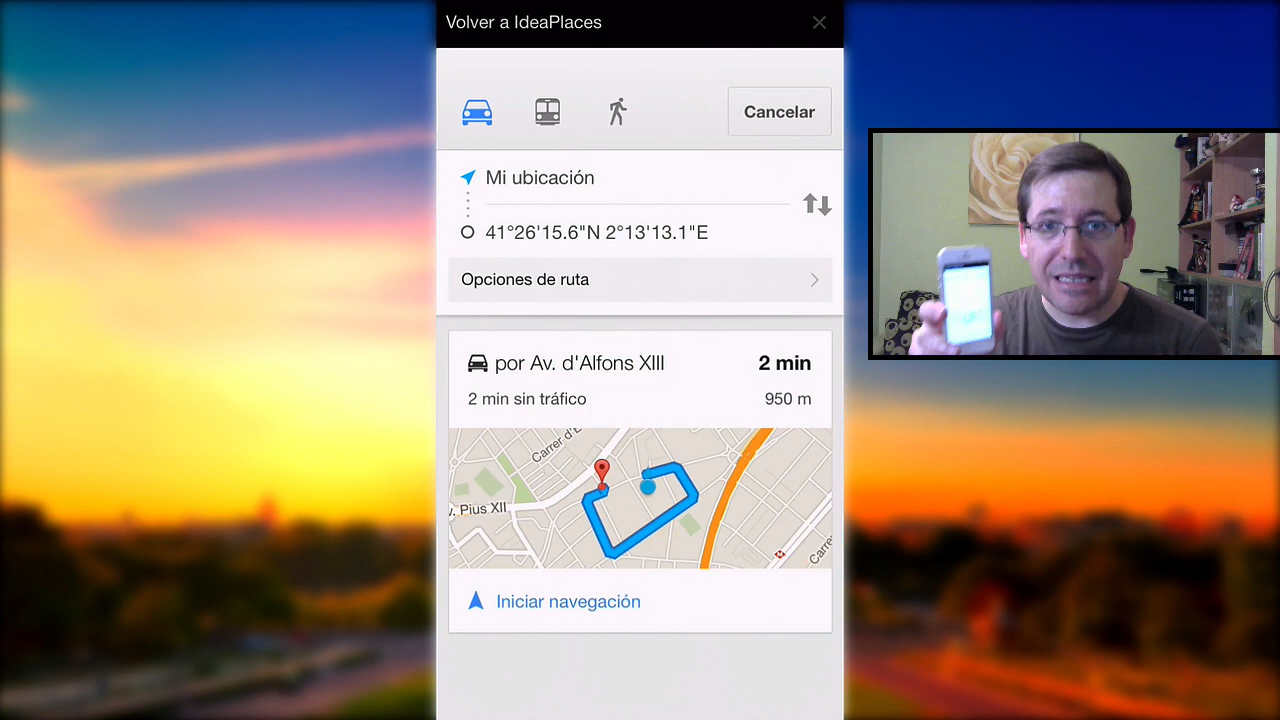 Volver a IdeaPlaces
Cancelar
Mi ubicación
41°26'15.6"N 2°13'13.1"E
Opciones de ruta
por Av. d'Alfons XIII 2 min
2 min sin tráfico 950 m
Carrer d'E
Pius XII
Carre
Iniciar navegación